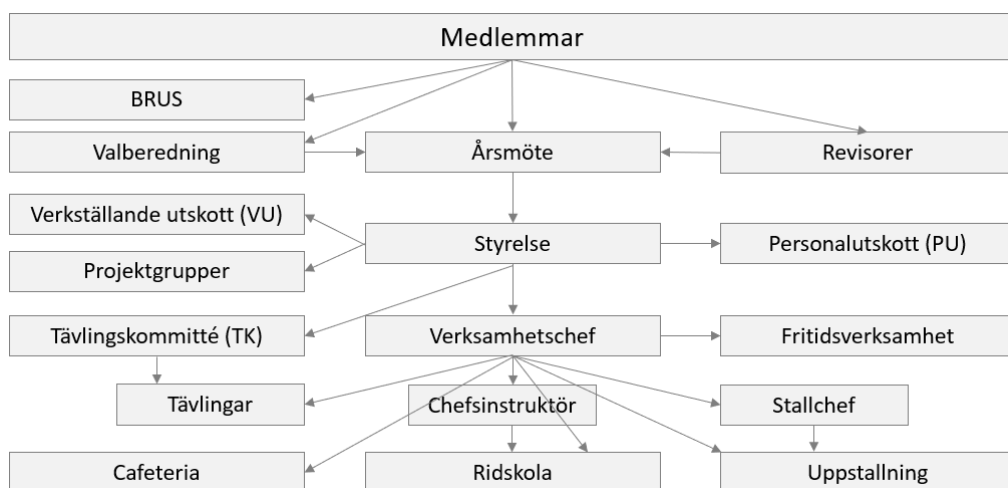 Medlemmar
BRUS
Valberedning
Årsmöte
Revisorer
Verkställande utskott (VU)
Styrelse
Personalutskott (PU)
Projektgrupper
Tävlingskommitté (TK)
Verksamhetschef
Fritidsverksamhet
Tävlingar
Chefsinstruktör
Stallchef
Cafeteria
Ridskola
Uppstallning